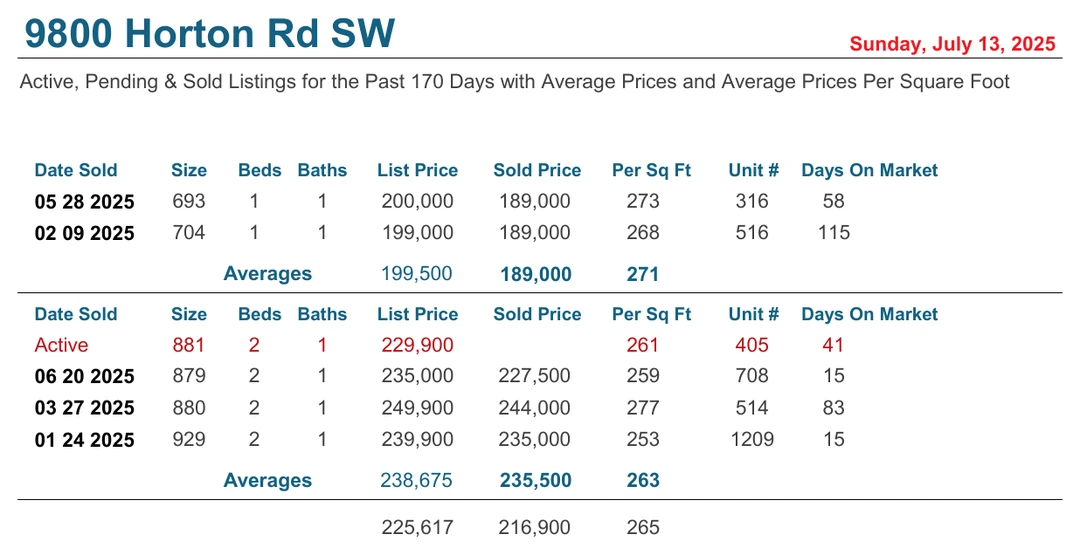 9800 Horton Rd SW
Sunday, July 13, 2025
Active, Pending & Sold Listings for the Past 170 Days with Average Prices and Average Prices Per Square Foot
Date Sold Size Beds Baths List Price Sold Price Per Sq Ft Unit # Days On Market
05 28 2025 693 1 1 200,000 189,000 273 316 58
02 09 2025 704 1 1 199,000 189,000 268 516 115
Averages 199,500 189,000 271
Date Sold Size Beds Baths List Price Sold Price Per Sq Ft Unit # Days On Market
Active 881 2 1 229,900 261 405 41
06 20 2025 879 2 1 235,000 227,500 259 708 15
03 27 2025 880 2 1 249,900 244,000 277 514 83
01 24 2025 929 2 1 239,900 235,000 253 1209 15
Averages 238,675 235,500 263
225,617 216,900 265